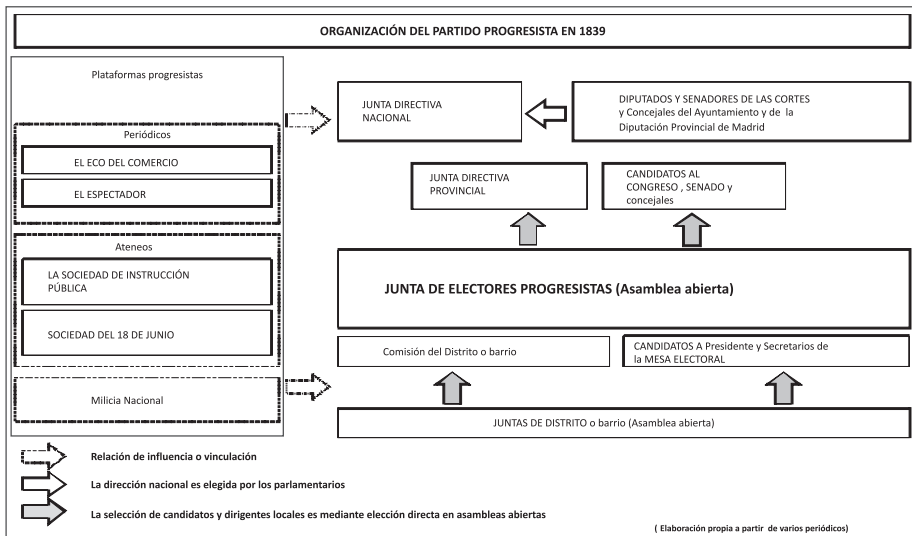 ORGANIZACIÓN DEL PARTIDO PROGRESISTA EN 1839
Plataformas progresistas
Periódicos
EL ECO DEL COMERCIO
EL ESPECTADOR
Ateneos
LA SOCIEDAD DE INSTRUCCIÓN
PÚBLICA
SOCIEDAD DEL 18 DE JUNIO
Milicia Nacional
JUNTA DIRECTIVA
NACIONAL
DIPUTADOS Y SENADORES DE LAS CORTES
y Concejales del Ayuntamiento y de la
Diputación Provincial de Madrid
JUNTA DIRECTIVA
PROVINCIAL
CANDIDATOS AL
CONGRESO , SENADO y
concejales
JUNTA DE ELECTORES PROGRESISTAS (Asamblea abierta)
Comisión del Distrito o barrio
CANDIDATOS A Presidente y Secretarios de
la MESA ELECTORAL
JUNTAS DE DISTRITO o barrio (Asamblea abierta)
Relación de influencia o vinculación
La dirección nacional es elegida por los parlamentarios
La selección de candidatos y dirigentes locales es mediante elección directa en asambleas abiertas
( Elaboración propia a partir de varios periódicos)